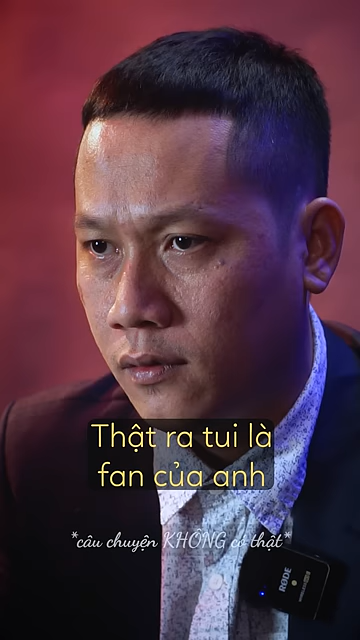 Thật ra tui là
fan của anh
*câu chuyện KHÔNG có thật*
RØDE